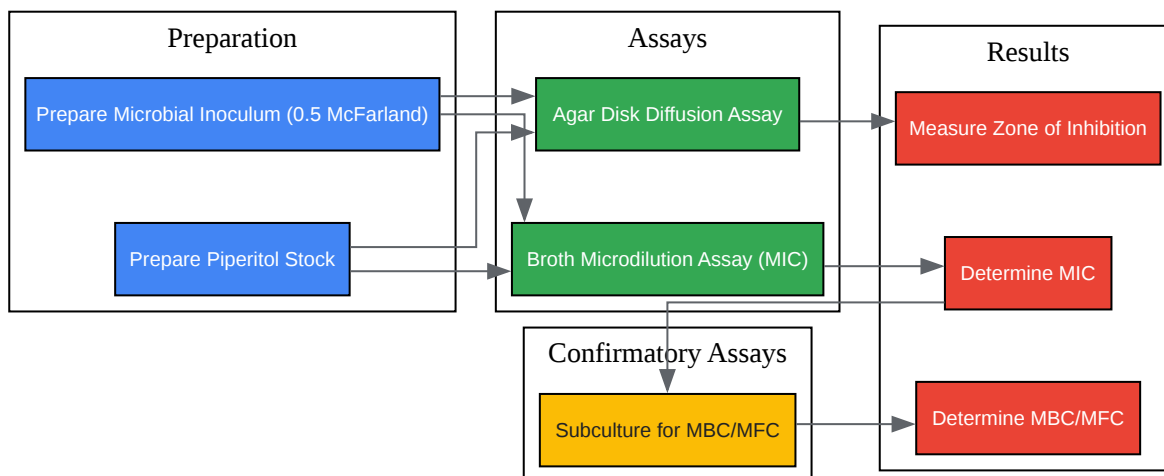 Preparation
Prepare Microbial Inoculum (0.5 McFarland)
Prepare Piperitol Stock
Assays
Agar Disk Diffusion Assay
Broth Microdilution Assay (MIC)
Confirmatory Assays
Subculture for MBC/MFC
Results
Measure Zone of Inhibition
Determine MIC
Determine MBC/MFC